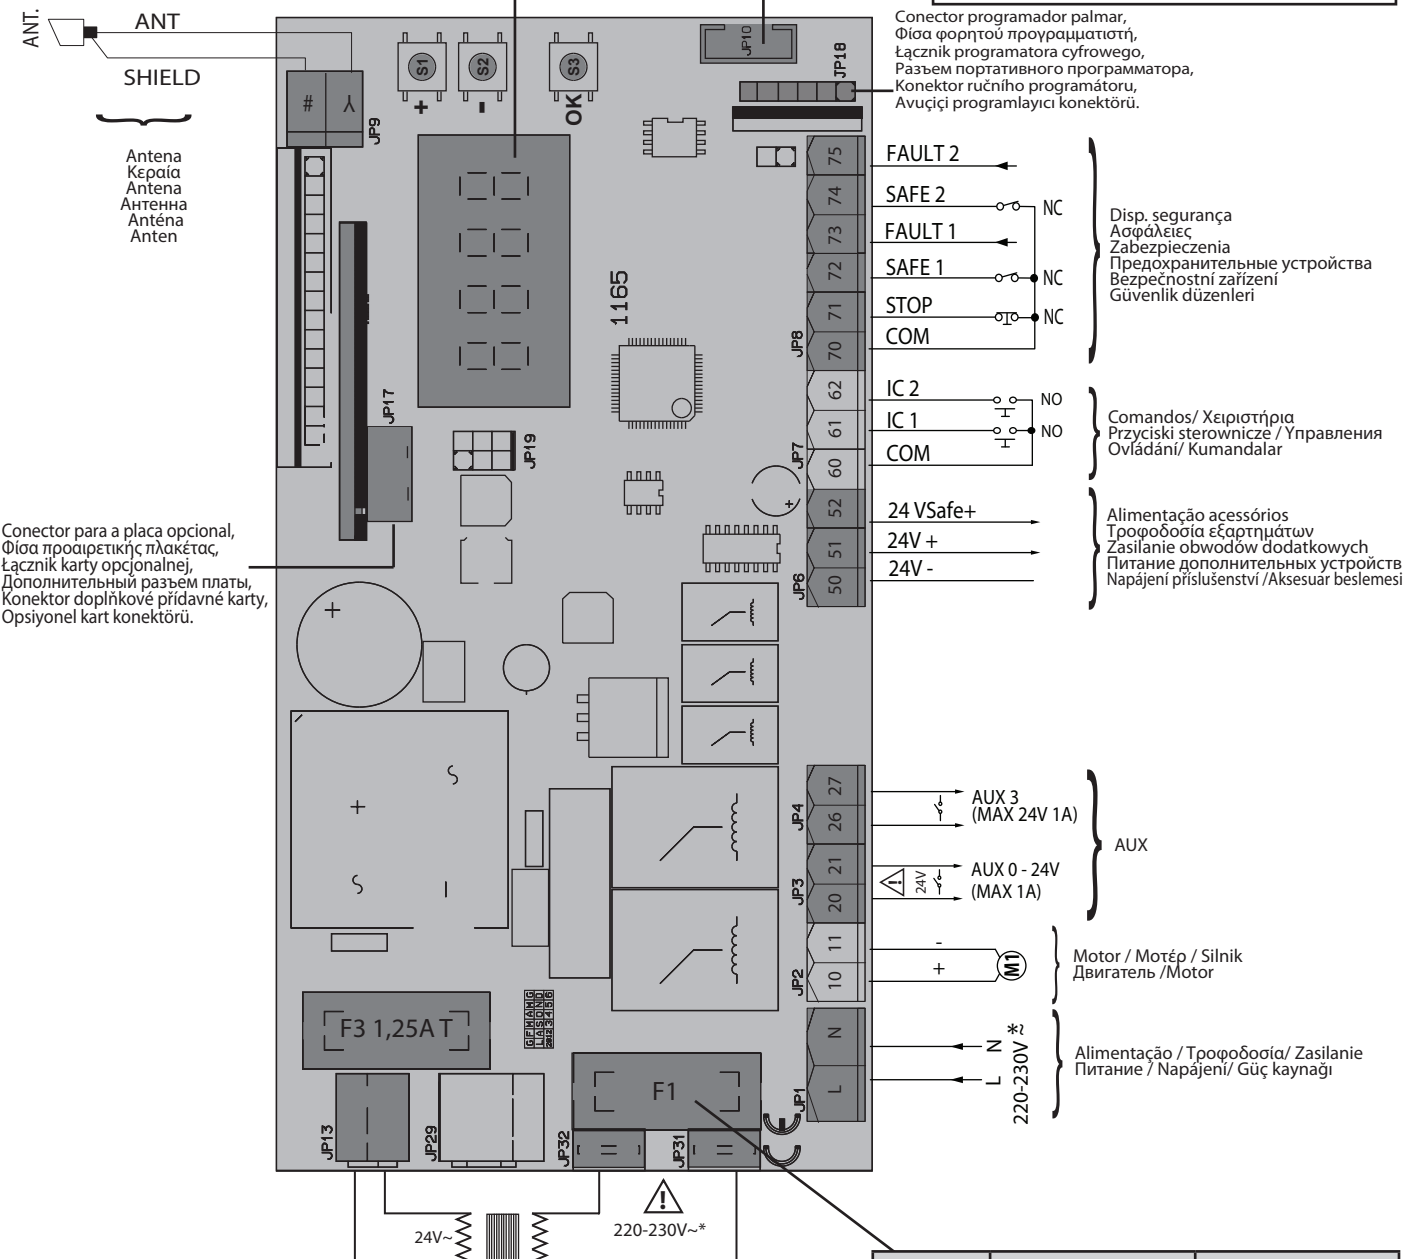 ANT.
ANT
SHIELD
Antena
Κεραία
Antena
Антенна
Anténa
Anten
#
Y
JP9
S1
S2
S3
+
-
OK
JP10
JP18
Conector programador palmar,
Φίσα φορητού προγραμματιστή,
Łącznik programatora cyfrowego,
Разъем портативного программатора,
Konektor ručního programátoru,
Avuçiçi programlayıcı konektörü.
75
FAULT 2
74
SAFE 2
NC
73
FAULT 1
72
SAFE 1
NC
71
STOP
NC
70
COM
JP8
Disp. segurança
Ασφάλειες
Zabezpieczenia
Предохранительные устройства
Bezpečnostní zařízení
Güvenlik düzenleri
1165
62
IC 2
NO
61
IC 1
NO
60
COM
JP7
Comandos/ Χειριστήρια
Przyciski sterownicze / Управления
Ovládání/ Kumandalar
JP17
JP19
52
24 VSafe+
51
24V +
50
24V -
JP6
Alimentação acessórios
Τροφοδοσία εξαρτημάτων
Zasilanie obwodów dodatkowych
Питание дополнительных устройств
Napájení příslušenství /Aksesuar beslemesi
Conector para a placa opcional,
Φίσα προαιρετικής πλακέτας,
Łącznik karty opcjonalnej,
Дополнительный разъем платы,
Konektor doplňkové přídavné karty,
Opsiyonel kart konektörü.
+
+
27
26
JP4
AUX 3
(MAX 24V 1A)
21
20
JP3
24V
AUX 0 - 24V
(MAX 1A)
AUX
11
10
JP2
-
+
M1
Motor / Μοτέρ / Silnik
Двигатель /Motor
N
L
JP1
N
L
220-230V ~*
Alimentação / Τροφοδοσία/ Zasilanie
Питание / Napájení/ Güç kaynağı
F3 1,25A T
GFMAMG
LASOND
F1
JP13
JP29
JP32
JP31
24V~
220-230V~*